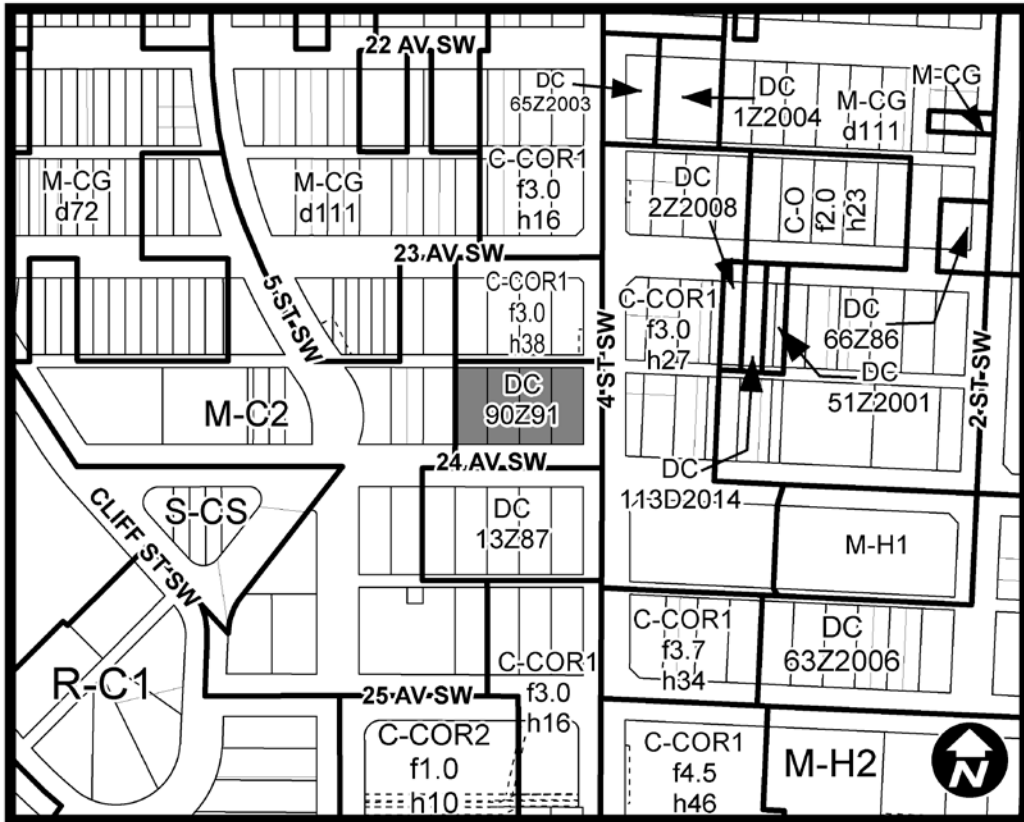 22 AV SW
DC
65Z2003
DC
1Z2004
M-CG
d111
M-CG
M-CG
d72
M-CG
d111
C-COR1
f3.0
h16
DC
2Z2008
C-O
f2.0
h23
23 AV SW
5 ST SW
C-COR1
f3.0
h38
4 ST SW
C-COR1
f3.0
h27
DC
66Z86
DC
51Z2001
2 ST SW
M-C2
DC
90Z91
24 AV SW
DC
113D2014
CLIFF ST SW
S-CS
DC
13Z87
M-H1
R-C1
C-COR1
f3.0
h16
C-COR1
f3.7
h34
DC
63Z2006
25 AV SW
C-COR2
f1.0
h10
C-COR1
f4.5
h46
M-H2
N